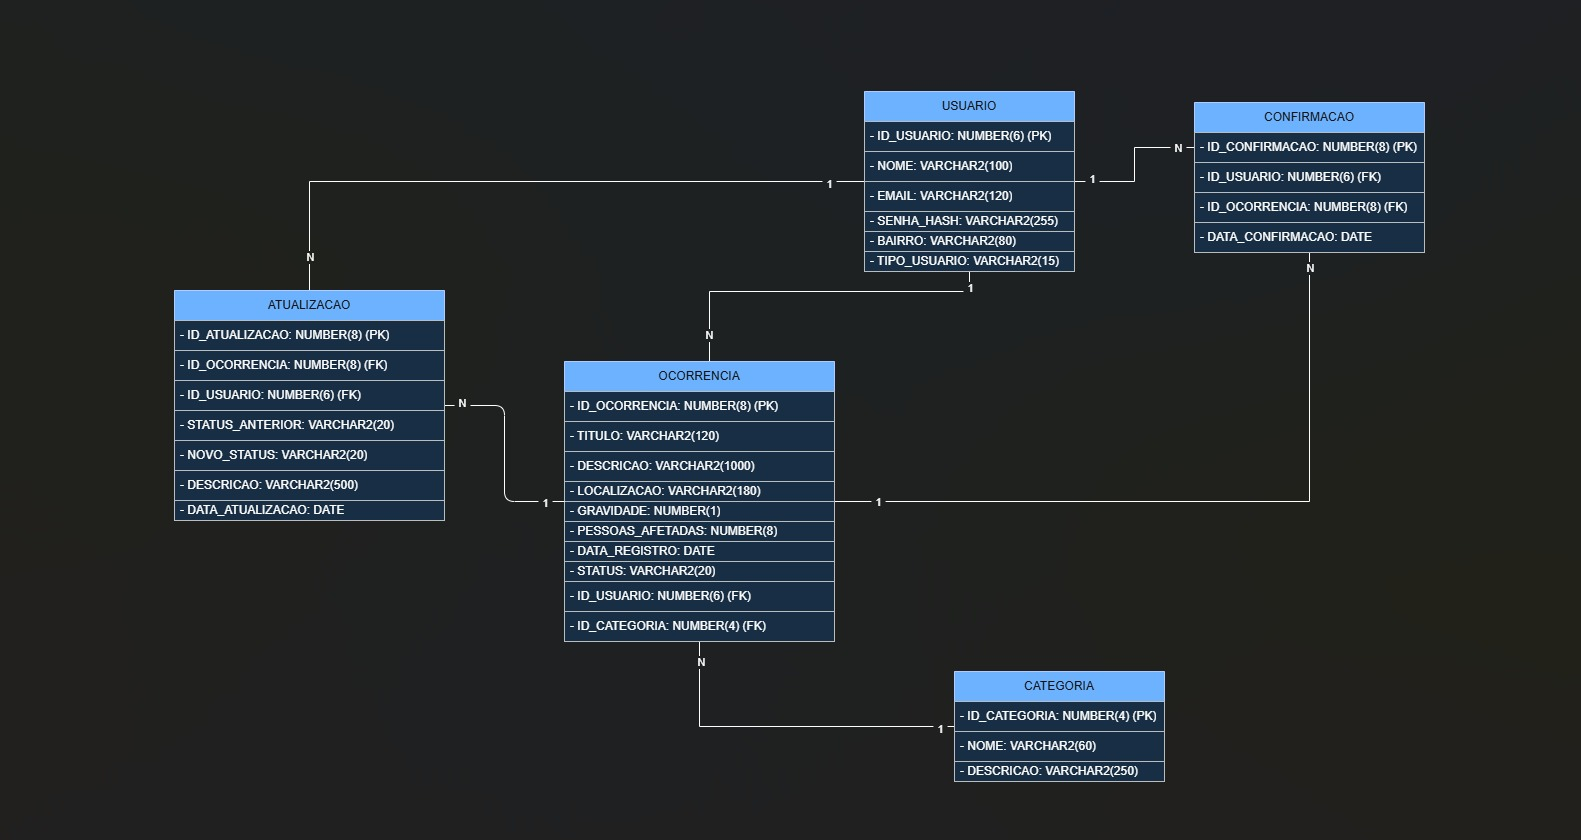 USUARIO
- ID_USUARIO: NUMBER(6) (PK)
- NOME: VARCHAR2(100)
- EMAIL: VARCHAR2(120)
- SENHA_HASH: VARCHAR2(255)
- BAIRRO: VARCHAR2(80)
- TIPO_USUARIO: VARCHAR2(15)
CONFIRMACAO
- ID_CONFIRMACAO: NUMBER(8) (PK)
- ID_USUARIO: NUMBER(6) (FK)
- ID_OCORRENCIA: NUMBER(8) (FK)
- DATA_CONFIRMACAO: DATE
1
N
1
N
1
N
N
ATUALIZACAO
- ID_ATUALIZACAO: NUMBER(8) (PK)
- ID_OCORRENCIA: NUMBER(8) (FK)
- ID_USUARIO: NUMBER(6) (FK)
- STATUS_ANTERIOR: VARCHAR2(20)
- NOVO_STATUS: VARCHAR2(20)
- DESCRICAO: VARCHAR2(500)
- DATA_ATUALIZACAO: DATE
N
1
OCORRENCIA
- ID_OCORRENCIA: NUMBER(8) (PK)
- TITULO: VARCHAR2(120)
- DESCRICAO: VARCHAR2(1000)
- LOCALIZACAO: VARCHAR2(180)
- GRAVIDADE: NUMBER(1)
- PESSOAS_AFETADAS: NUMBER(8)
- DATA_REGISTRO: DATE
- STATUS: VARCHAR2(20)
- ID_USUARIO: NUMBER(6) (FK)
- ID_CATEGORIA: NUMBER(4) (FK)
1
N
1
CATEGORIA
- ID_CATEGORIA: NUMBER(4) (PK)
- NOME: VARCHAR2(60)
- DESCRICAO: VARCHAR2(250)